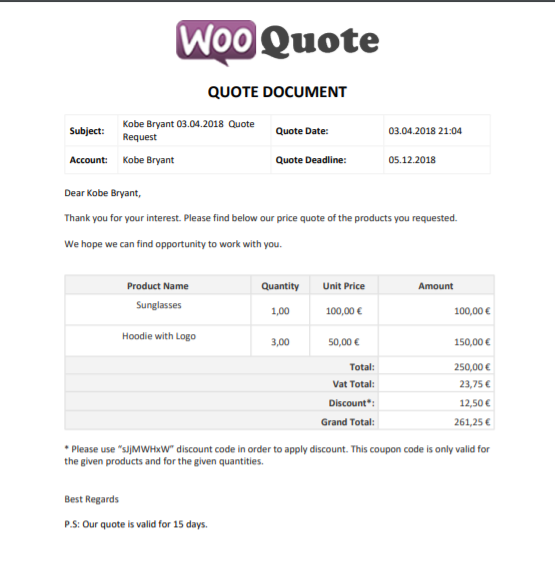 WOO Quote
QUOTE DOCUMENT
Subject: Kobe Bryant 03.04.2018 Quote Request Quote Date: 03.04.2018 21:04
Account: Kobe Bryant Quote Deadline: 05.12.2018
Dear Kobe Bryant,
Thank you for your interest. Please find below our price quote of the products you requested.
We hope we can find opportunity to work with you.
Product Name Quantity Unit Price Amount
Sunglasses 1,00 100,00 € 100,00 €
Hoodie with Logo 3,00 50,00 € 150,00 €
Total: 250,00 €
Vat Total: 23,75 €
Discount*: 12,50 €
Grand Total: 261,25 €
* Please use "sJjMWHxW" discount code in order to apply discount. This coupon code is only valid for
the given products and for the given quantities.
Best Regards
P.S: Our quote is valid for 15 days.